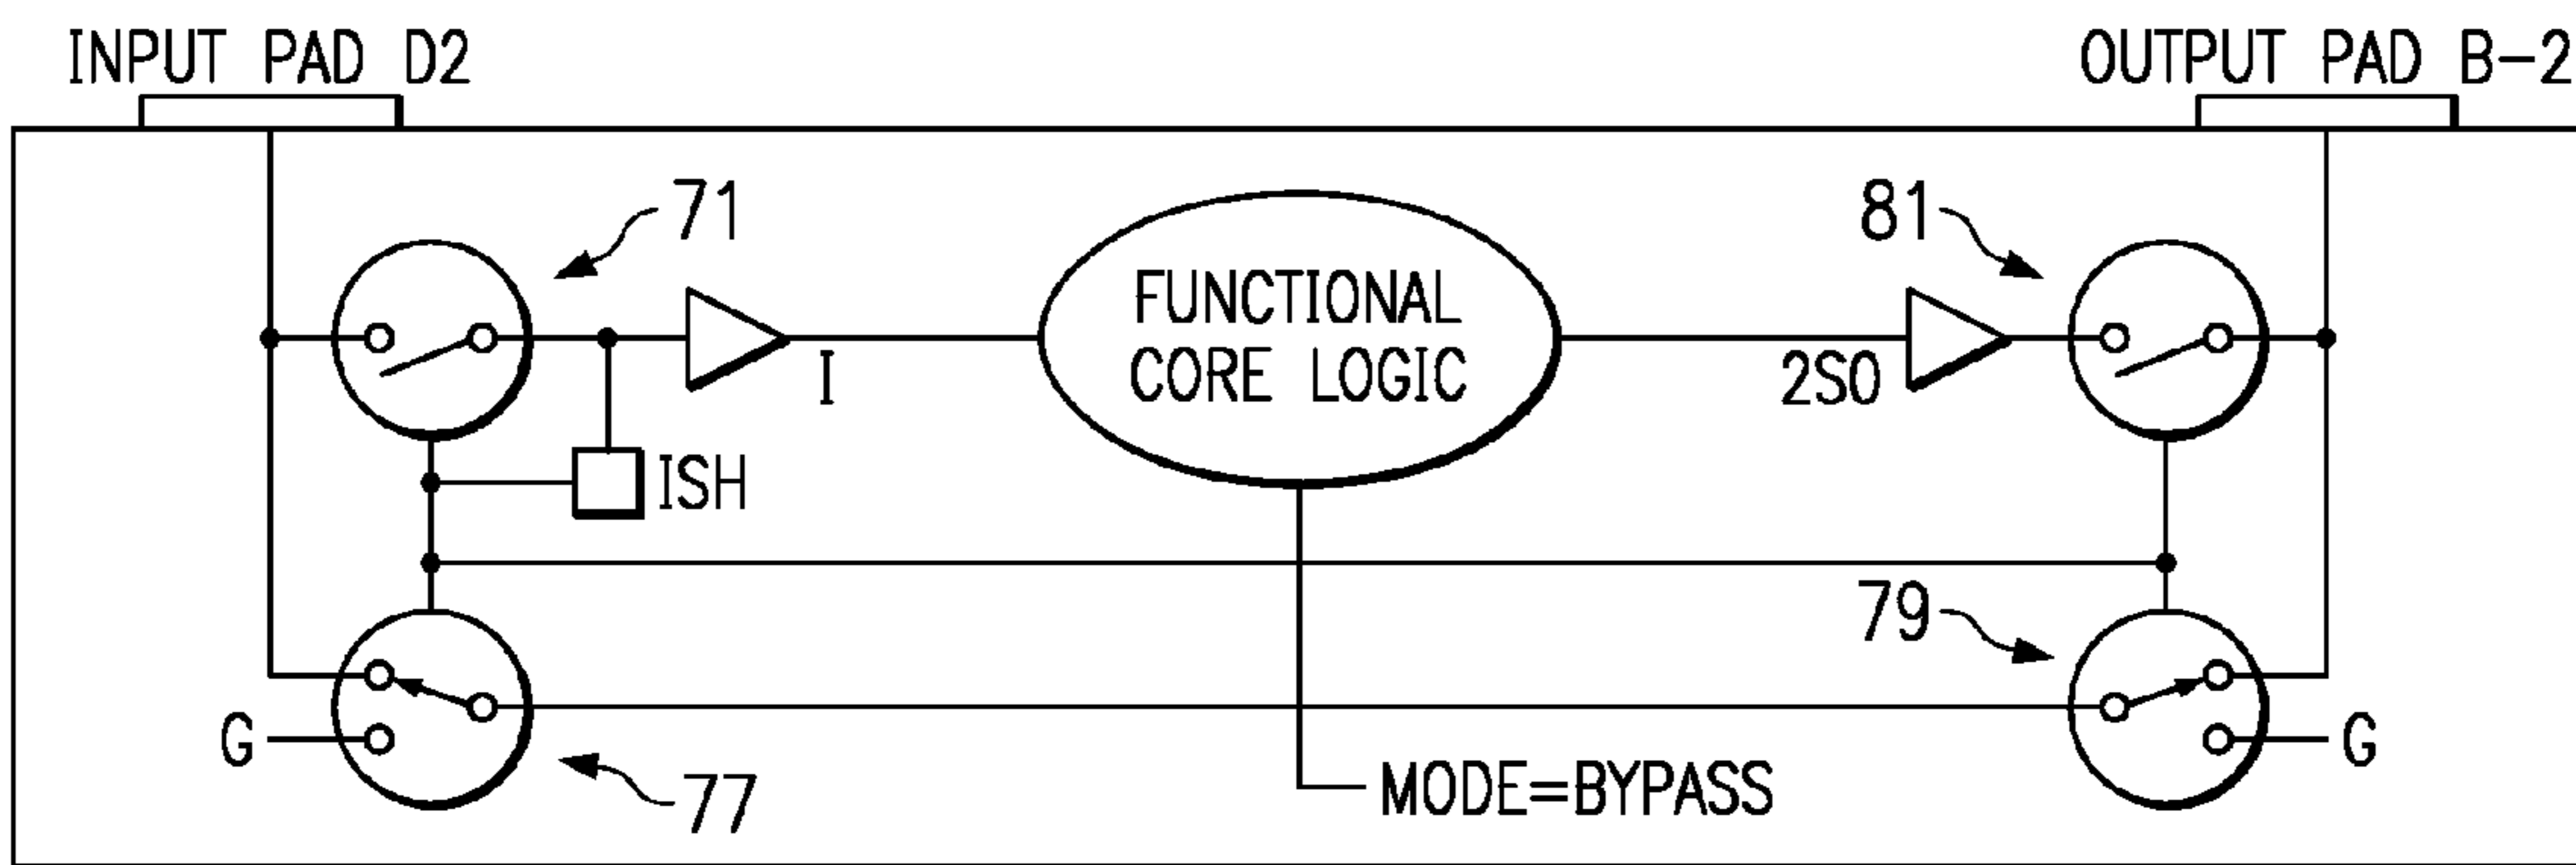 INPUT PAD D2
OUTPUT PAD B-2
71
81
FUNCTIONAL
CORE LOGIC
I
2SO
ISH
79
G
G
77
MODE=BYPASS